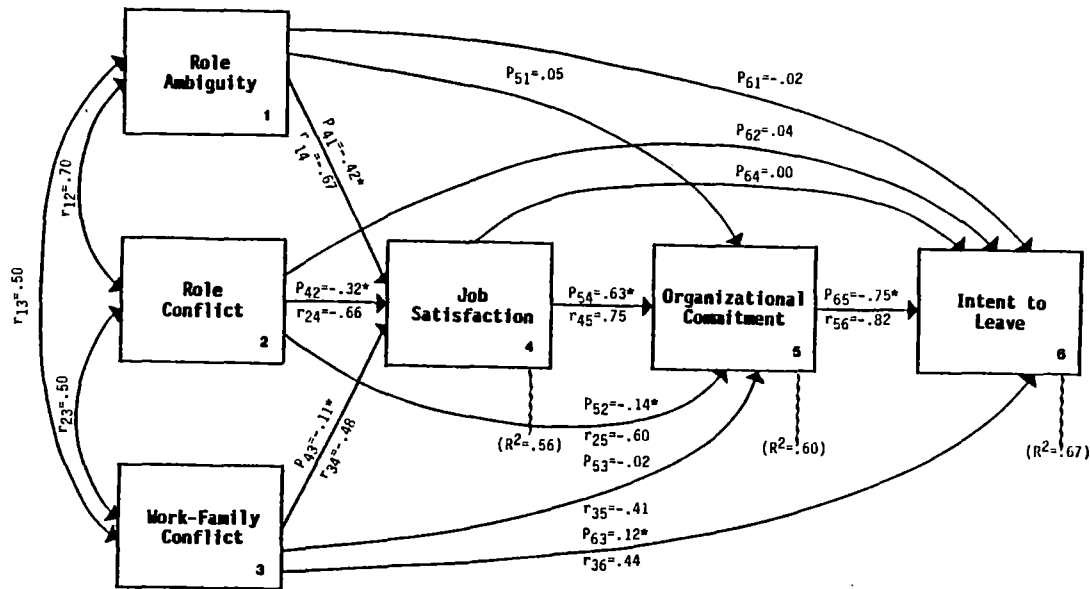 Role
Ambiguity
1
P51=.05
P61=-.02
P41=-.42*
r14=-.67
P62=.04
P64=.00
r12=.70
r13=.50
Role
Conflict
2
P42=-.32*
r24=-.66
Job
Satisfaction
4
P54=.63*
r45=.75
Organizational
Commitment
5
P65=-.75*
r56=-.82
Intent to
Leave
6
r23=.50
P43=-.11*
r34=-.48
P52=-.14*
r25=-.60
P53=-.02
(R²=.56)
(R²=.60)
(R²=.67)
Work-Family
Conflict
3
r35=-.41
P63=.12*
r36=.44